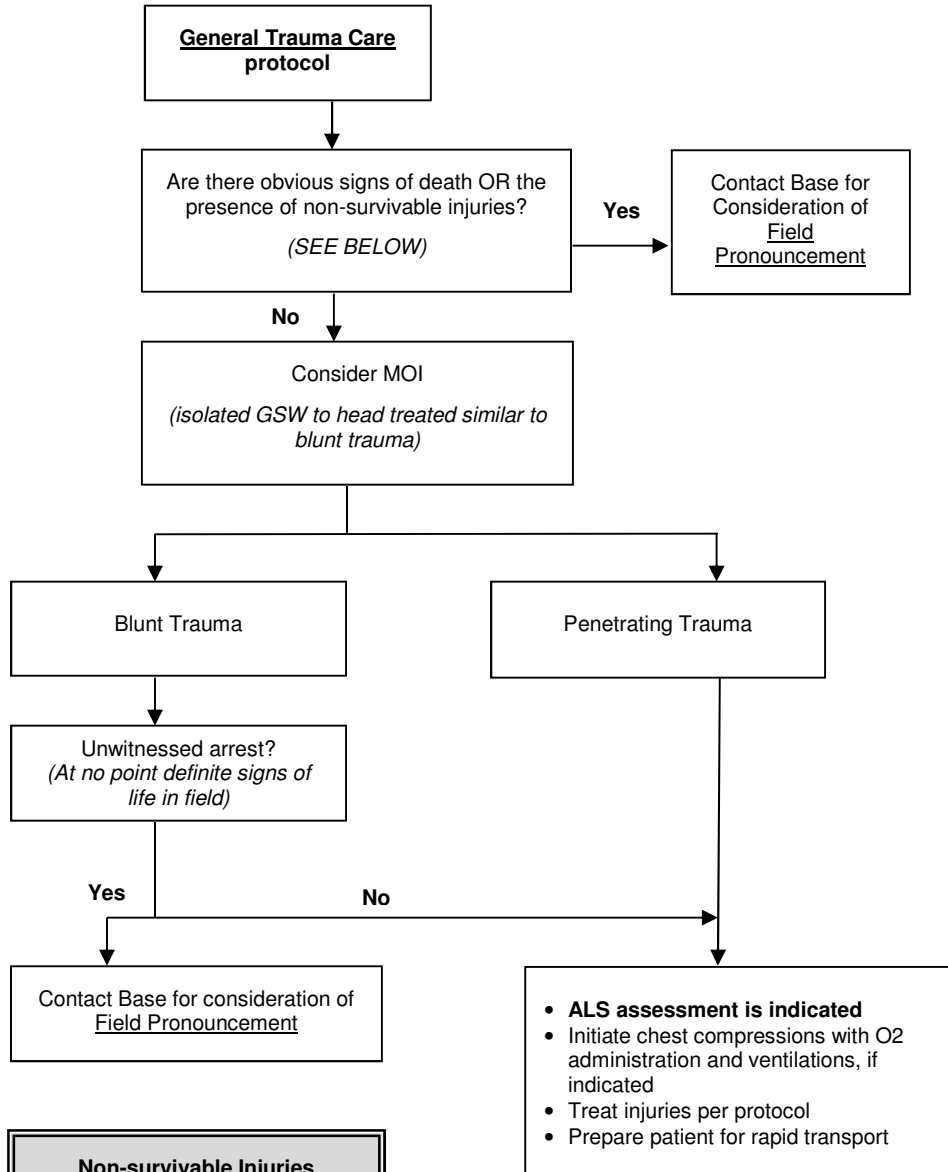 General Trauma Care
protocol
Are there obvious signs of death OR the
presence of non-survivable injuries?
(SEE BELOW)
Yes
Contact Base for
Consideration of
Field
Pronouncement
No
Consider MOI
(isolated GSW to head treated similar to
blunt trauma)
Blunt Trauma
Penetrating Trauma
Unwitnessed arrest?
(At no point definite signs of
life in field)
Yes
No
Contact Base for consideration of
Field Pronouncement
• ALS assessment is indicated
• Initiate chest compressions with O2
administration and ventilations, if
indicated
• Treat injuries per protocol
• Prepare patient for rapid transport
Non-survivable Injuries